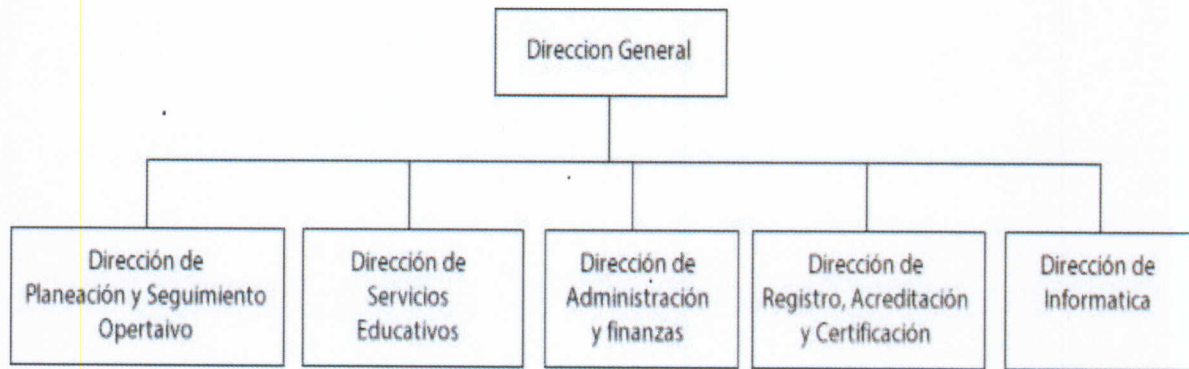 Direccion General
Dirección de
Planeación y Seguimiento
Opertaivo
Dirección de
Servicios
Educativos
Dirección de
Administración
y finanzas
Dirección de
Registro, Acreditación
y Certificación
Dirección de
Informatica